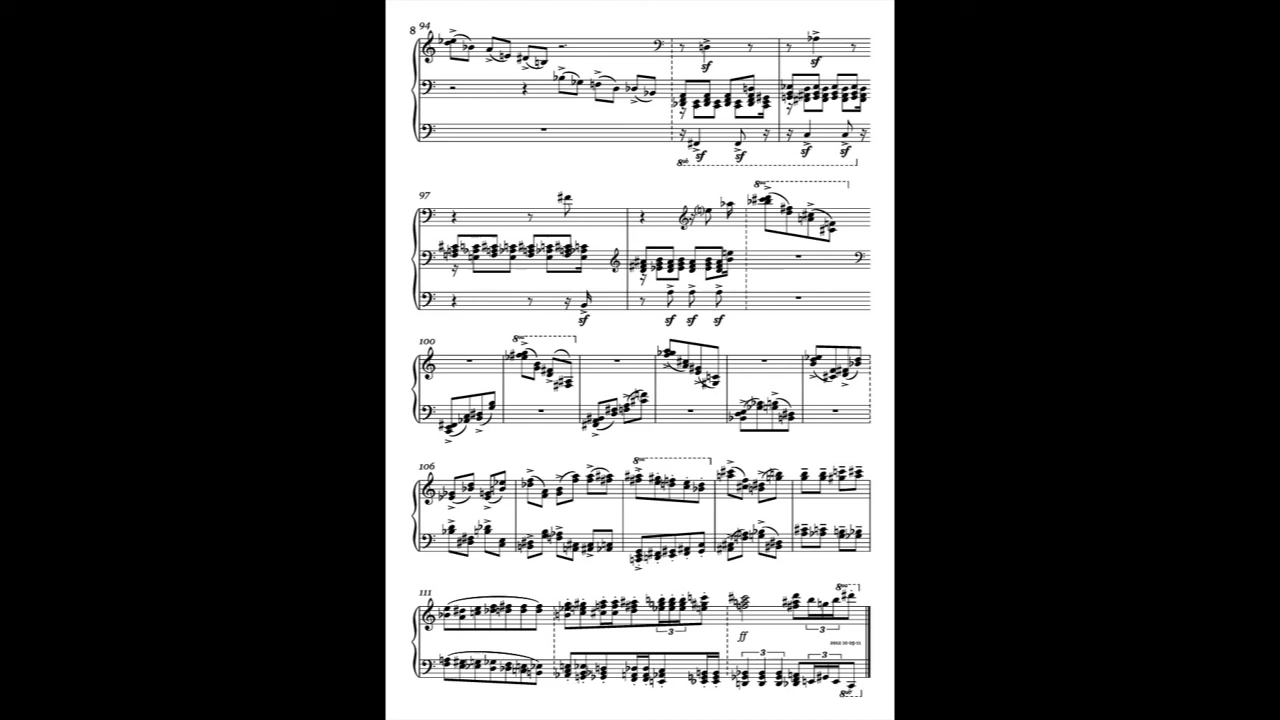 8 94
sf sf
sf sf sf sf
8va
97
8va
sf sf sf sf
100
8va
106
8va
111
8va
3 3
ff
3 3
8vb